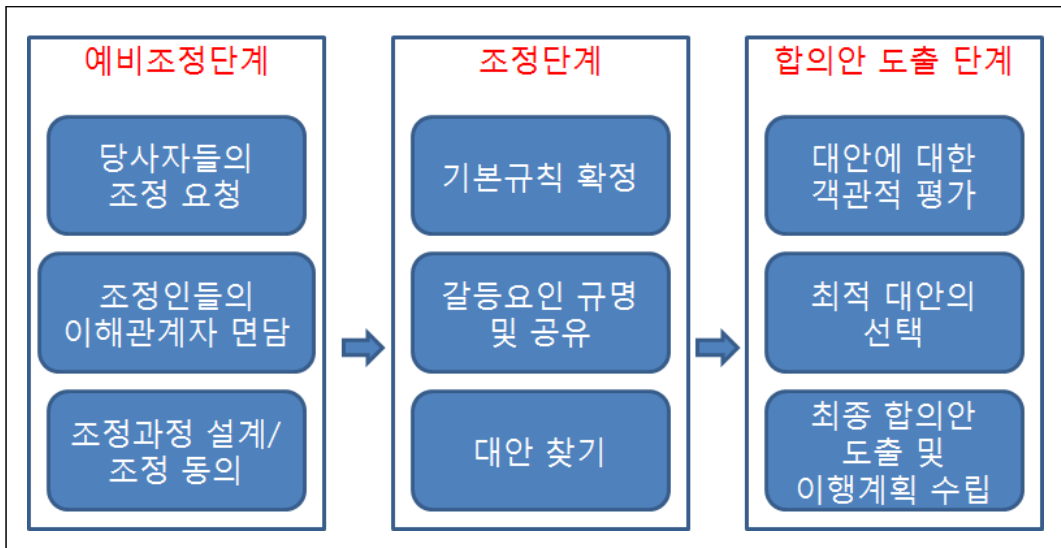 예비조정단계
당사자들의
조정 요청
조정인들의
이해관계자 면담
조정과정 설계/
조정 동의
조정단계
기본규칙 확정
갈등요인 규명
및 공유
대안 찾기
합의안 도출 단계
대안에 대한
객관적 평가
최적 대안의
선택
최종 합의안
도출 및
이행계획 수립